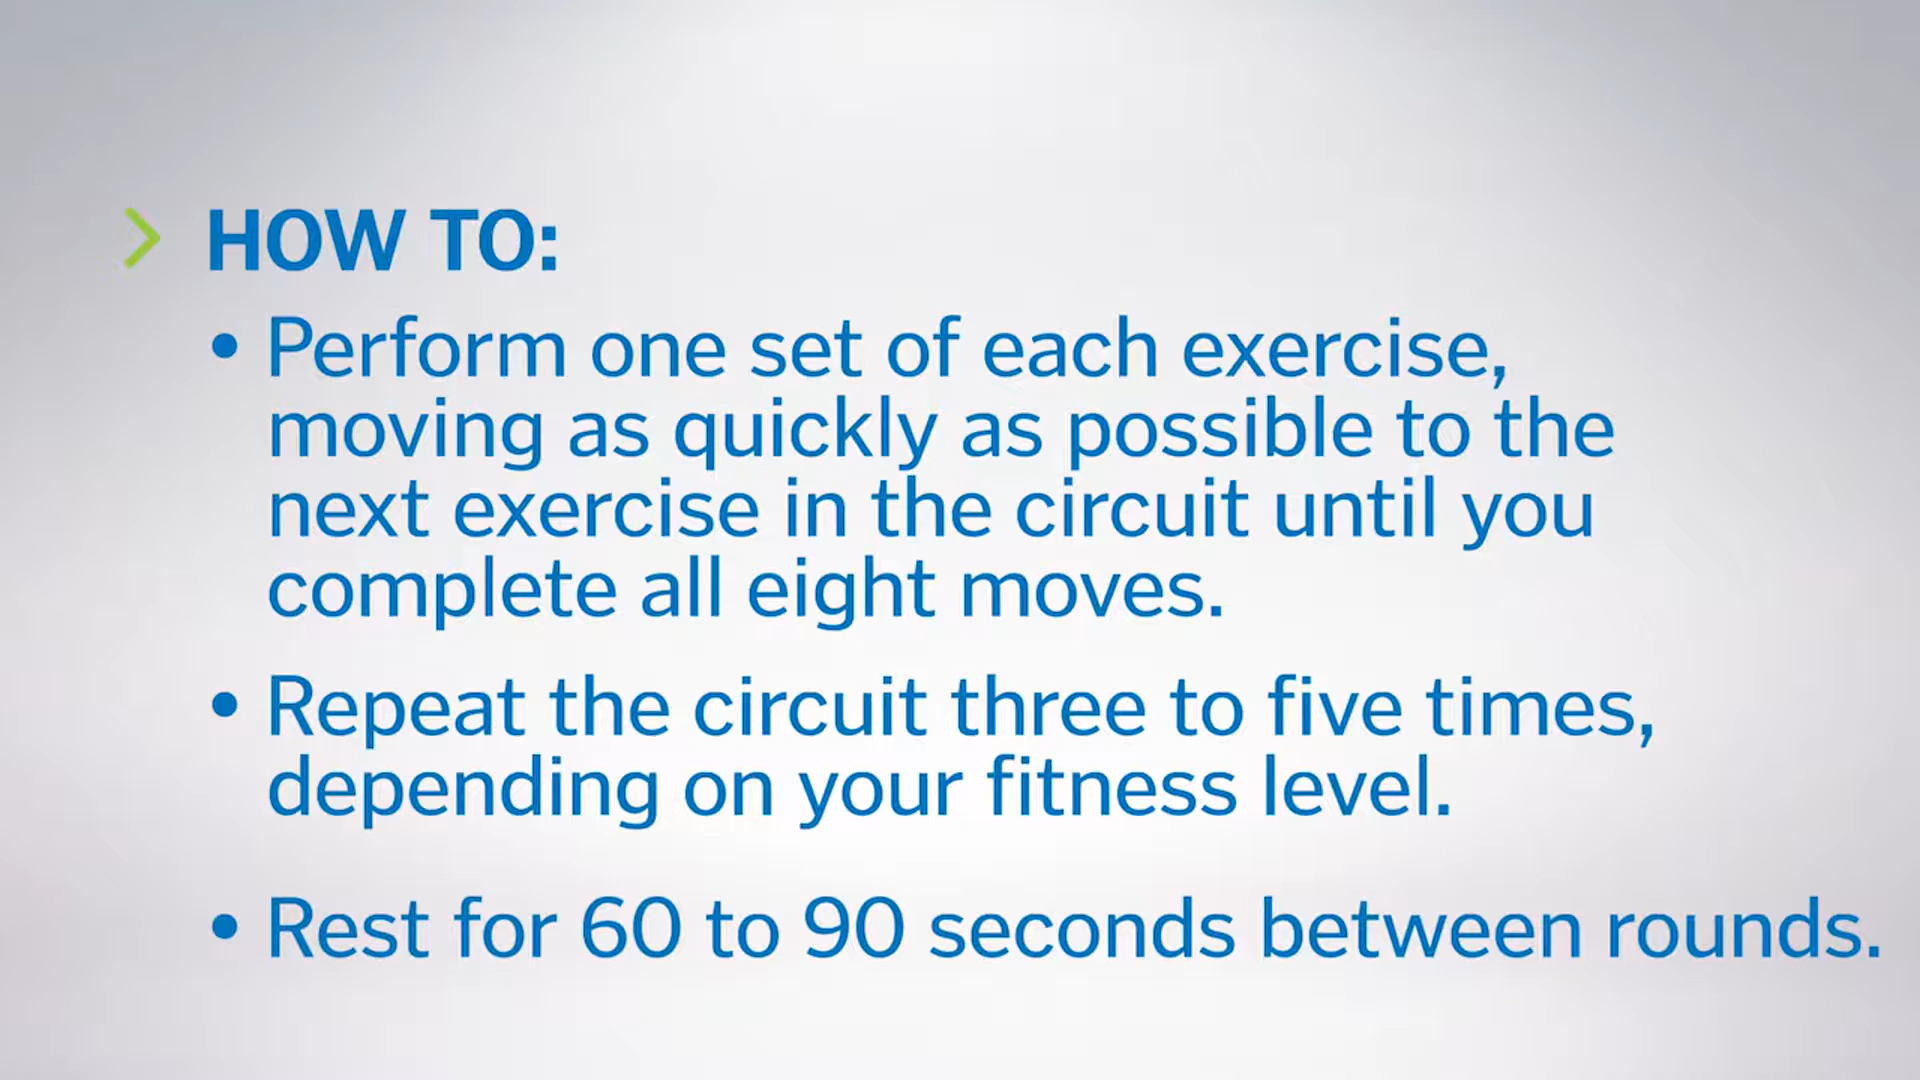 HOW TO:
• Perform one set of each exercise,
moving as quickly as possible to the
next exercise in the circuit until you
complete all eight moves.
• Repeat the circuit three to five times,
depending on your fitness level.
• Rest for 60 to 90 seconds between rounds.